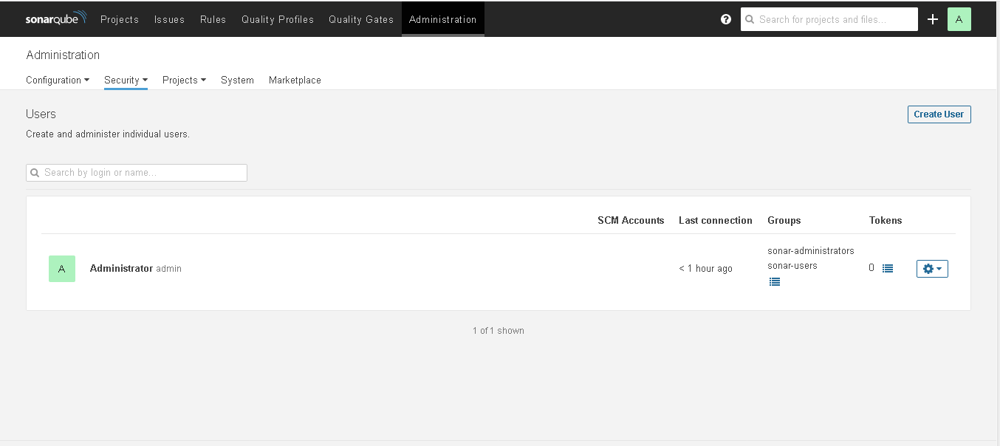 sonarqube Projects Issues Rules Quality Profiles Quality Gates Administration ? Search for projects and files... + A
Administration
Configuration Security Projects System Marketplace
Users Create User
Create and administer individual users.
Search by login or name...
SCM Accounts Last connection Groups Tokens
A Administrator admin < 1 hour ago sonar-administrators 0
sonar-users
1 of 1 shown